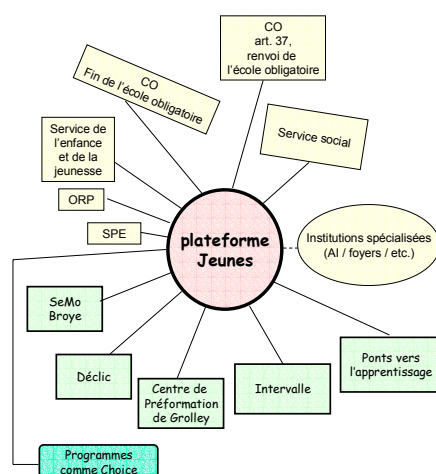 CO
art. 37,
renvoi de
l'école obligatoire
CO
Fin de l'école obligatoire
Service social
Service de
l'enfance
et de la
jeunesse
ORP
SPE
plateforme
Jeunes
Institutions spécialisées
(AI / foyers / etc.)
SeMo
Broye
Déclic
Centre de
Préformation
de Grolley
Intervalle
Ponts vers
l'apprentissage
Programmes
comme Choice